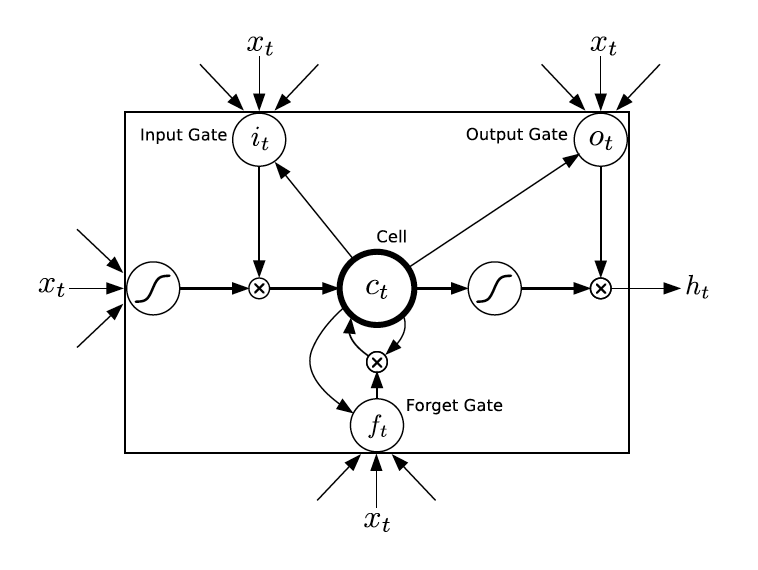 x_t x_t
Input Gate i_t Output Gate o_t
Cell
x_t × c_t × h_t
×
Forget Gate
f_t
x_t